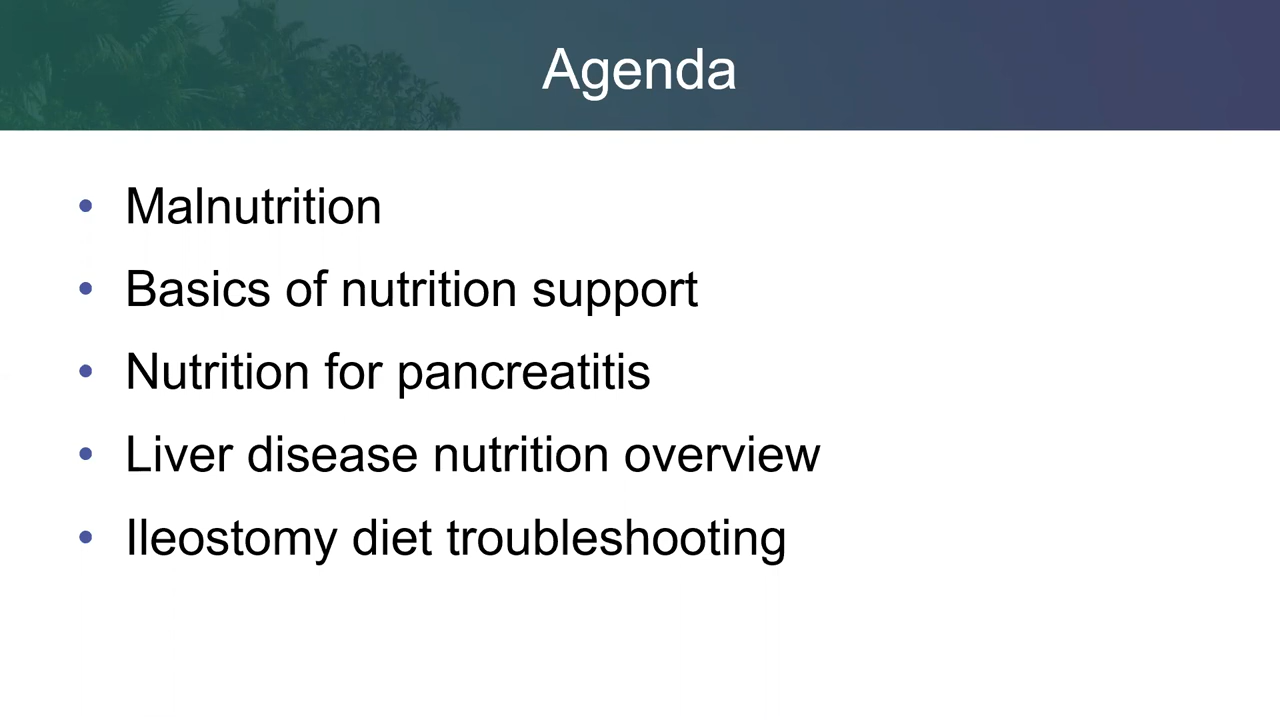 Agenda
• Malnutrition
• Basics of nutrition support
• Nutrition for pancreatitis
• Liver disease nutrition overview
• Ileostomy diet troubleshooting